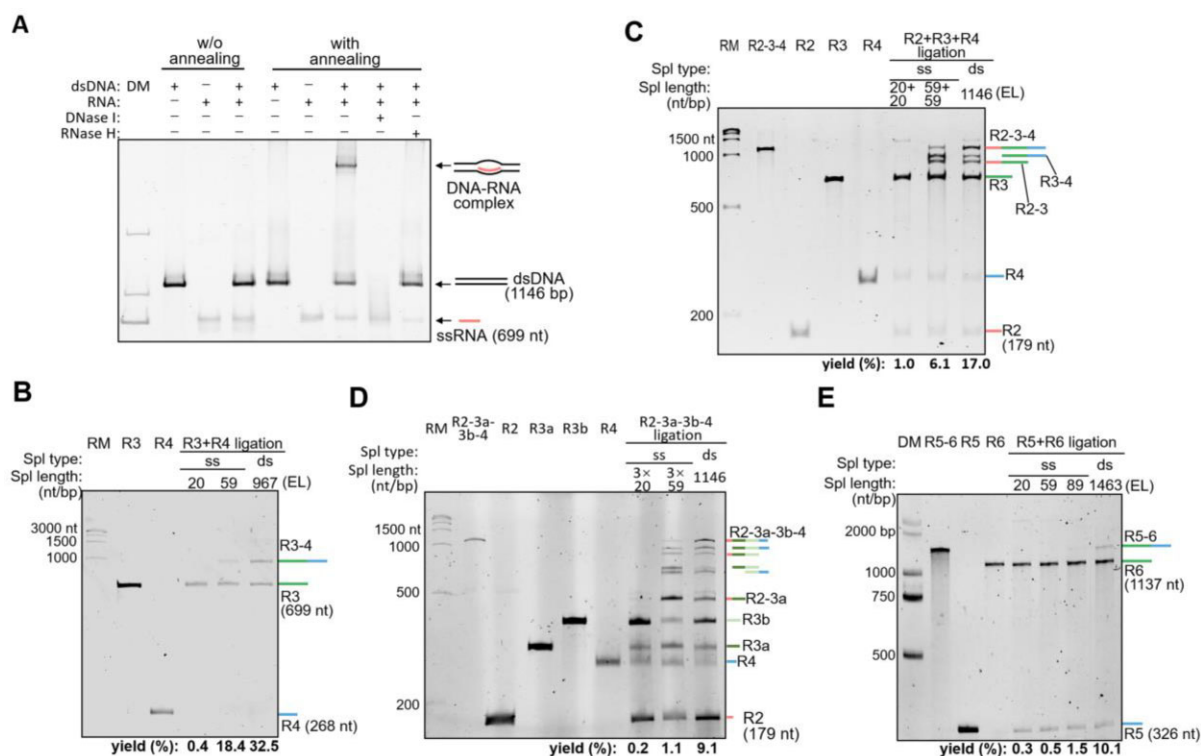 A
w/o
annealing
with
annealing
dsDNA: DM + − + + − + + +
RNA: − + + − + + + +
DNase I: − − − − − − + −
RNase H: − − − − − − − +
DNA-RNA
complex
dsDNA
(1146 bp)
ssRNA (699 nt)
C
RM R2-3-4 R2 R3 R4
R2+R3+R4
ligation
Spl type: ss ds
Spl length:
(nt/bp)
20+
20
59+
59
1146 (EL)
1500 nt
1000
500
200
R2-3-4
R3
R3-4
R2-3
R4
R2
(179 nt)
yield (%): 1.0 6.1 17.0
B
RM R3 R4 R3+R4 ligation
Spl type: ss ds
Spl length:
(nt/bp)
20 59 967 (EL)
3000 nt
1500
1000
R3-4
R3
(699 nt)
R4 (268 nt)
yield (%): 0.4 18.4 32.5
D
RM R2-3a-
3b-4
R2 R3a R3b R4
R2-3a-3b-4
ligation
Spl type: ss ds
Spl length:
(nt/bp)
3×
20
3×
59
1146
1500 nt
1000
500
200
R2-3a-3b-4
R2-3a
R3b
R3a
R4
R2
(179 nt)
yield (%): 0.2 1.1 9.1
E
DM R5-6 R5 R6 R5+R6 ligation
Spl type: ss ds
Spl length:
(nt/bp)
20 59 89 1463 (EL)
2000 bp
1000
750
500
R5-6
R6
(1137 nt)
R5 (326 nt)
yield (%): 0.3 0.5 1.5 10.1